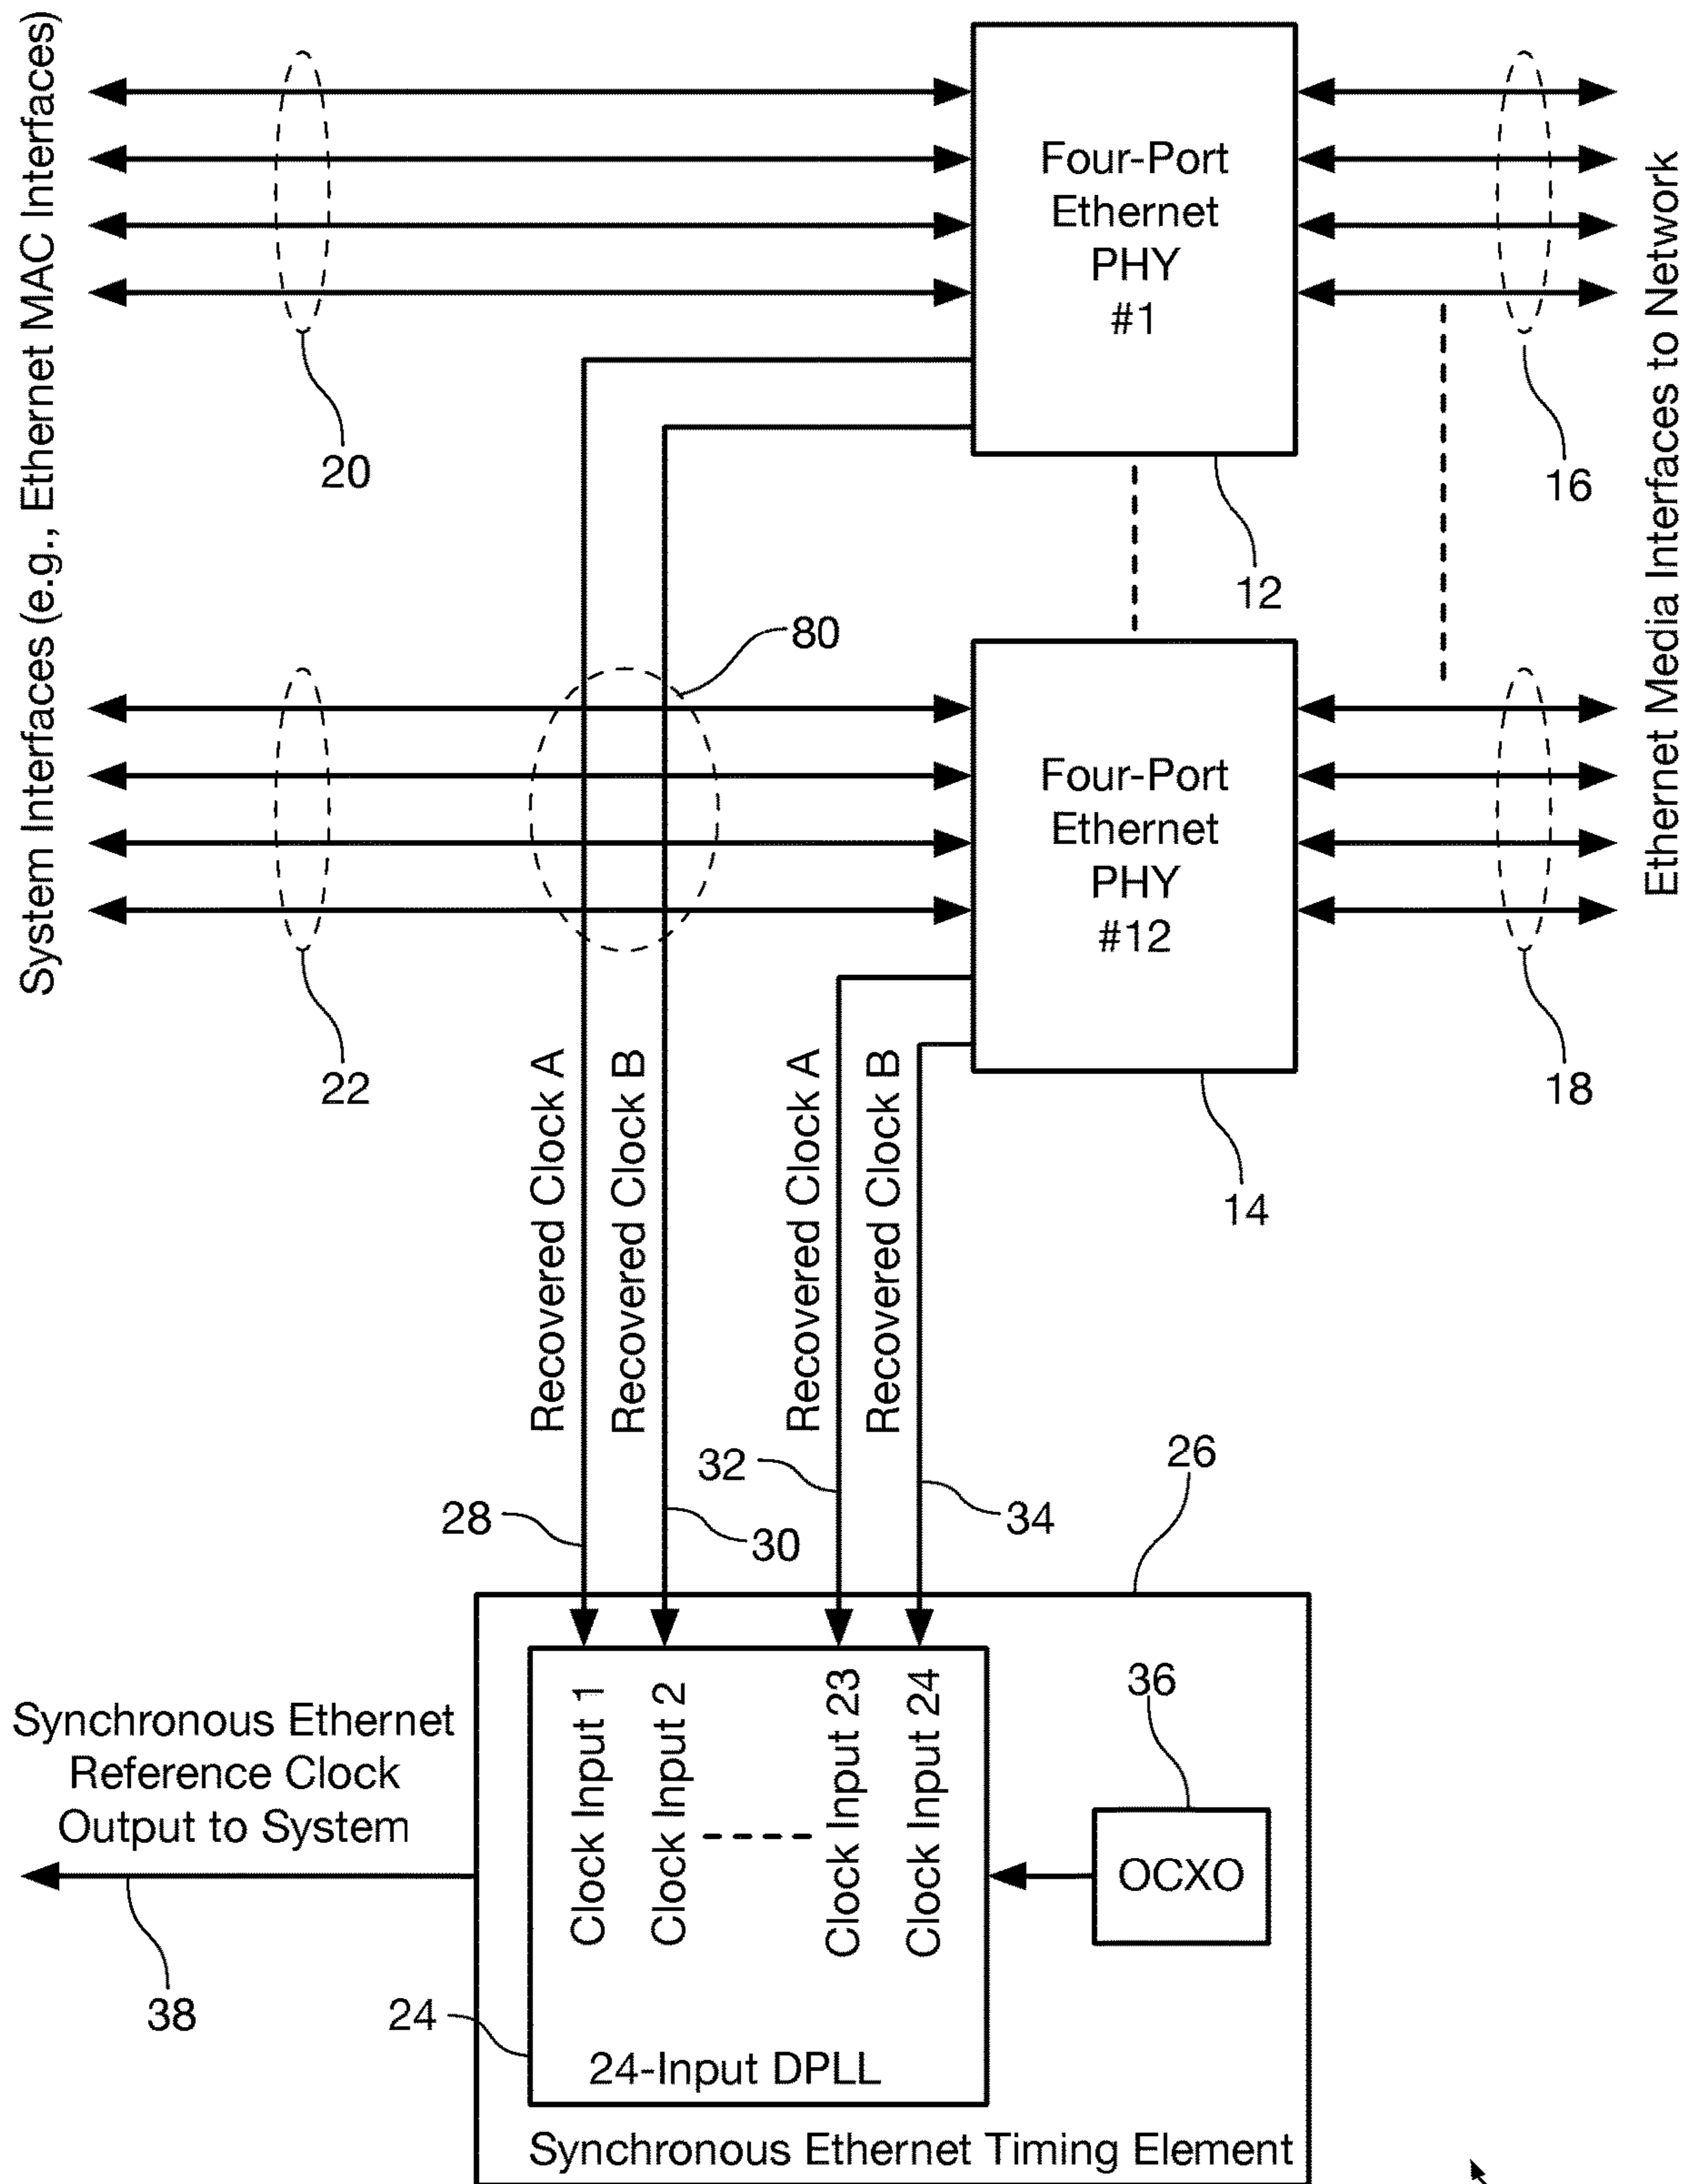 System Interfaces (e.g., Ethernet MAC Interfaces)
Four-Port
Ethernet
PHY
#1
20
16
12
Ethernet Media Interfaces to Network
80
Four-Port
Ethernet
PHY
#12
22
18
14
Recovered Clock A
Recovered Clock B
Recovered Clock A
Recovered Clock B
28
30
32
34
26
Synchronous Ethernet
Reference Clock
Output to System
38
Clock Input 1
Clock Input 2
Clock Input 23
Clock Input 24
36
OCXO
24
24-Input DPLL
Synchronous Ethernet Timing Element